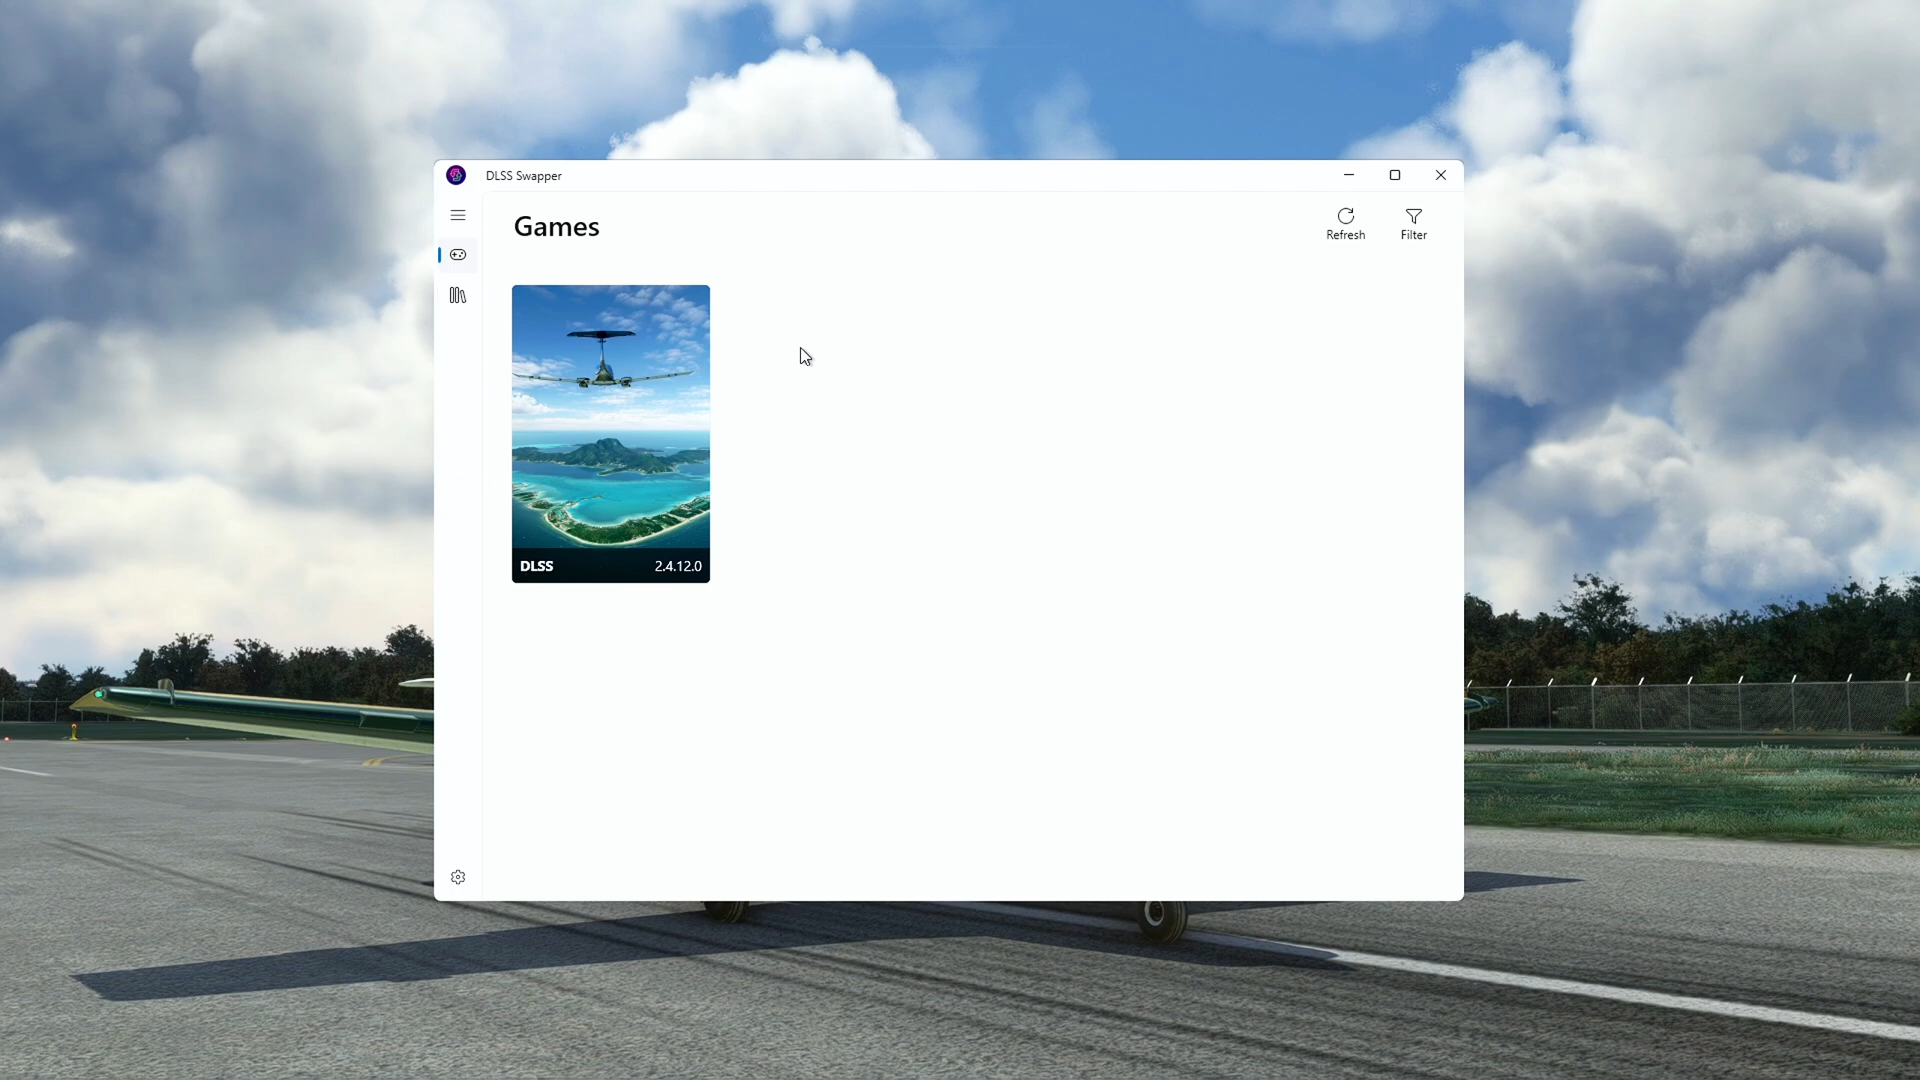 DLSS Swapper
Games
Refresh
Filter
DLSS 2.4.12.0